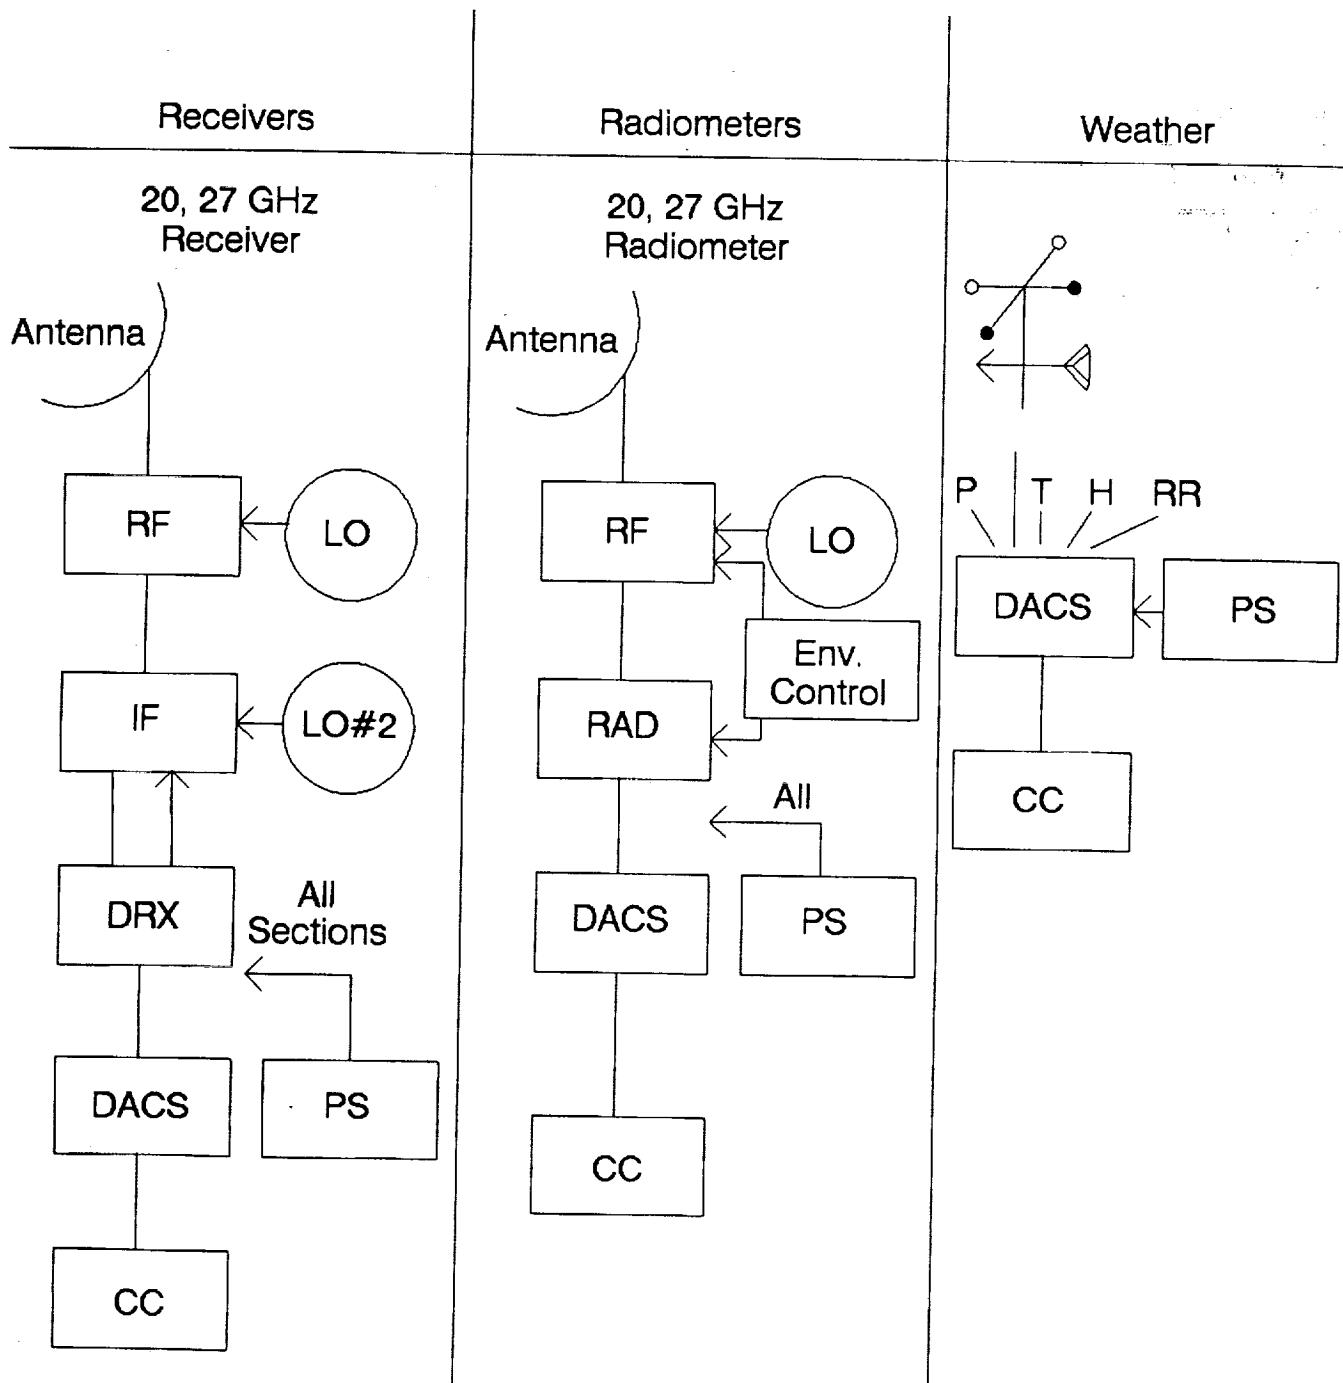 Receivers
20, 27 GHz
Receiver
Antenna
RF
LO
IF
LO#2
DRX
All
Sections
DACS
PS
CC
Radiometers
20, 27 GHz
Radiometer
Antenna
RF
LO
Env.
Control
RAD
All
DACS
PS
CC
Weather
P T H RR
DACS
PS
CC